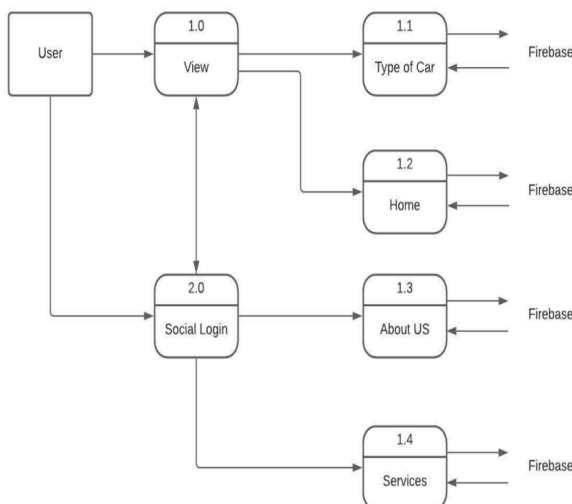 User
1.0
View
1.1
Type of Car
Firebase
1.2
Home
Firebase
2.0
Social Login
1.3
About US
Firebase
1.4
Services
Firebase